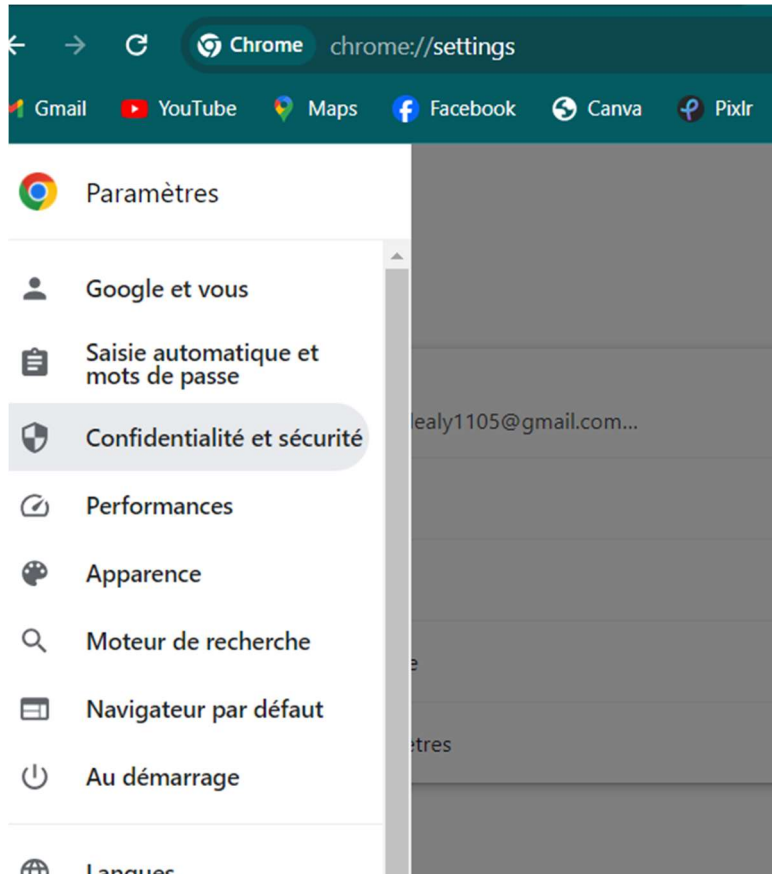 Chrome chrome://settings
Gmail YouTube Maps Facebook Canva Pixlr
Paramètres
Google et vous
Saisie automatique et
mots de passe
Confidentialité et sécurité
lealy1105@gmail.com...
Performances
Apparence
Moteur de recherche
Navigateur par défaut
Au démarrage
Langues